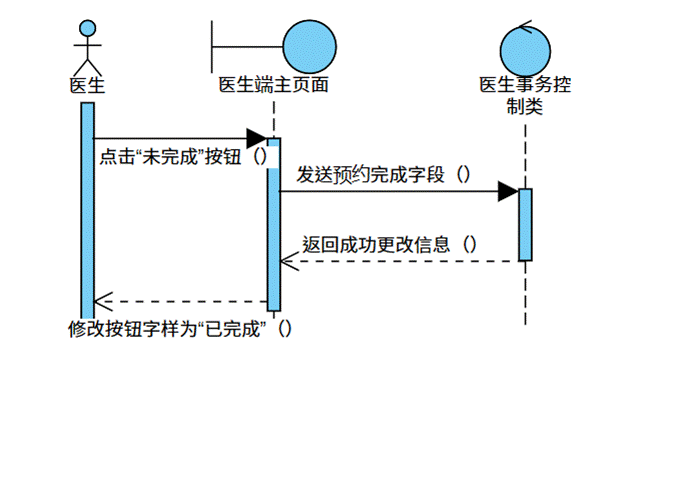 医生
医生端主页面
医生事务控
制类
点击“未完成”按钮（）
发送预约完成字段（）
返回成功更改信息（）
修改按钮字样为“已完成”（）